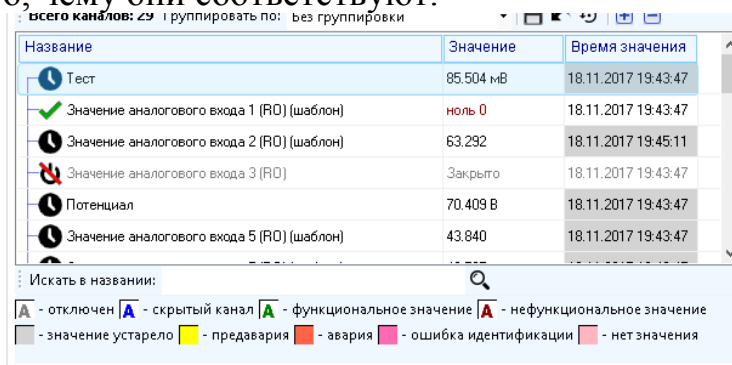 о, чему они соответствуют.
Всего каналов: 29 Группировать по: Без группировки
Название Значение Время значения
Тест 85.504 мВ 18.11.2017 19:43:47
Значение аналогового входа 1 (RO) (шаблон) ноль 0 18.11.2017 19:43:47
Значение аналогового входа 2 (RO) (шаблон) 63.292 18.11.2017 19:45:11
Значение аналогового входа 3 (RO) Закрыто 18.11.2017 19:43:47
Потенциал 70.409 В 18.11.2017 19:43:47
Значение аналогового входа 5 (RO) (шаблон) 43.840 18.11.2017 19:43:47
Искать в названии:
A - отключен A - скрытый канал A - функциональное значение A - нефункциональное значение
- значение устарело - предавария - авария - ошибка идентификации - нет значения